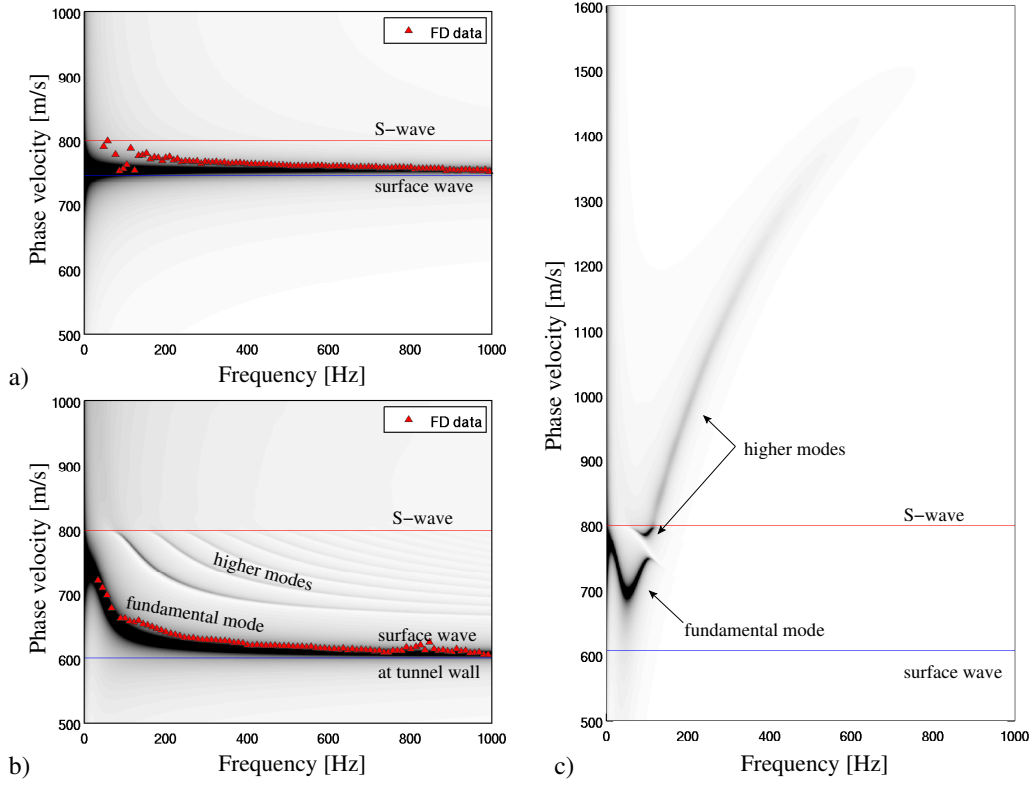 1000
900
800
700
600
500
Phase velocity [m/s]
FD data
S−wave
surface wave
0
200
400
600
800
1000
Frequency [Hz]
a)
1000
900
800
700
600
500
Phase velocity [m/s]
FD data
S−wave
higher modes
fundamental mode
surface wave
at tunnel wall
0
200
400
600
800
1000
Frequency [Hz]
b)
1600
1500
1400
1300
1200
1100
1000
900
800
700
600
500
Phase velocity [m/s]
higher modes
S−wave
fundamental mode
surface wave
0
200
400
600
800
1000
Frequency [Hz]
c)